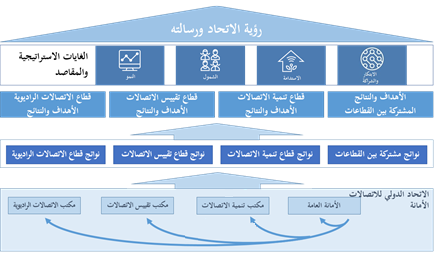 رؤية الاتحاد ورسالته
الغايات الاستراتيجية
والمقاصد
النمو
الشمول
الاستدامة
الابتكار
والشراكة
قطاع الاتصالات الراديوية
الأهداف والنتائج
قطاع تقييس الاتصالات
الأهداف والنتائج
قطاع تنمية الاتصالات
الأهداف والنتائج
الأهداف والنتائج
المشتركة بين القطاعات
نواتج قطاع الاتصالات الراديوية
نواتج قطاع تقييس الاتصالات
نواتج قطاع تنمية الاتصالات
نواتج مشتركة بين القطاعات
الاتحاد الدولي للاتصالات
الأمانة
مكتب الاتصالات الراديوية
مكتب تقييس الاتصالات
مكتب تنمية الاتصالات
الأمانة العامة